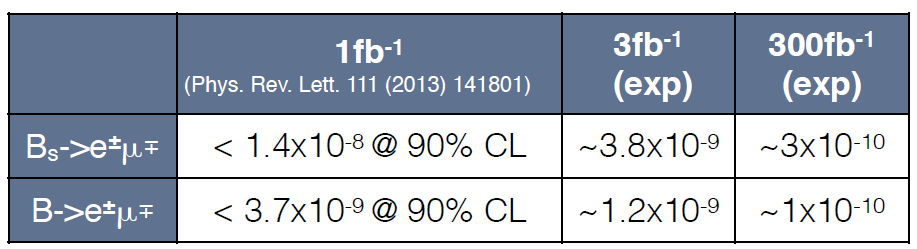 1fb⁻¹ 3fb⁻¹ 300fb⁻¹
(Phys. Rev. Lett. 111 (2013) 141801) (exp) (exp)
Bₛ->e±μ∓ < 1.4x10⁻⁸ @ 90% CL ~3.8x10⁻⁹ ~3x10⁻¹⁰
B->e±μ∓ < 3.7x10⁻⁹ @ 90% CL ~1.2x10⁻⁹ ~1x10⁻¹⁰